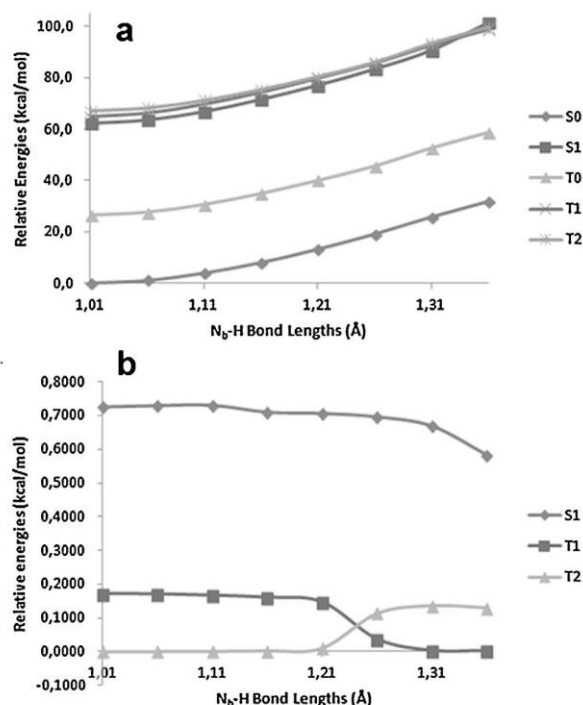 a
100,0
80,0
60,0
40,0
20,0
0,0
Relative Energies (kcal/mol)
1,01 1,11 1,21 1,31
N_b-H Bond Lengths (Å)
S0
S1
T0
T1
T2
b
0,8000
0,7000
0,6000
0,5000
0,4000
0,3000
0,2000
0,1000
0,0000
-0,1000
Relative energies (kcal/mol)
1,01 1,11 1,21 1,31
N_b-H Bond Lengths (Å)
S1
T1
T2